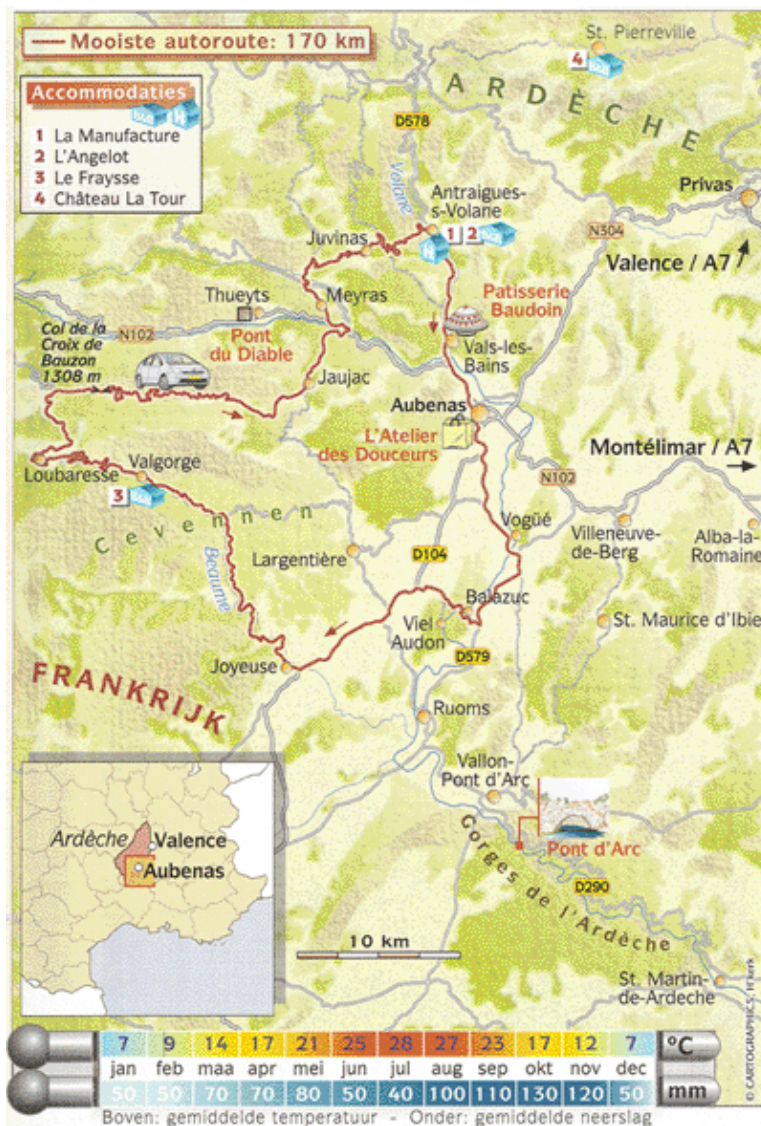 Mooiste autoroute: 170 km
Accommodaties
1 La Manufacture
2 L'Angelot
3 Le Fraysse
4 Château La Tour
St. Pierreville
4
ARDÈCHE
D578
Volane
Privas
Antraigues-
s-Volane
1 2
H
N304
Juvinas
Valence / A7
Thueyts
Meyras
Patisserie
Baudoin
Col de la
Croix de
Bauzon
1308 m
N102
Pont
du Diable
Vals-les-
Bains
Jaujac
Aubenas
L'Atelier
des Douceurs
Montélimar / A7
Loubaresse
Valgorge
3
N102
Cevennen
Vogüé
Villeneuve-
de-Berg
Alba-la-
Romaine
Largentière
D104
Beaume
Balazuc
Viel
Audon
St. Maurice d'Ibie
D579
Joyeuse
FRANKRIJK
Ruoms
Vallon-
Pont d'Arc
Ardèche
Valence
Aubenas
Pont d'Arc
Gorges de l'Ardèche
D290
10 km
St. Martin-
de-Ardeche
7 9 14 17 21 25 28 27 23 17 12 7 °C
jan feb maa apr mei jun jul aug sep okt nov dec
50 50 70 70 80 50 40 100 110 130 120 50 mm
Boven: gemiddelde temperatuur - Onder: gemiddelde neerslag
© CARTOGRAPHICS, H kerk